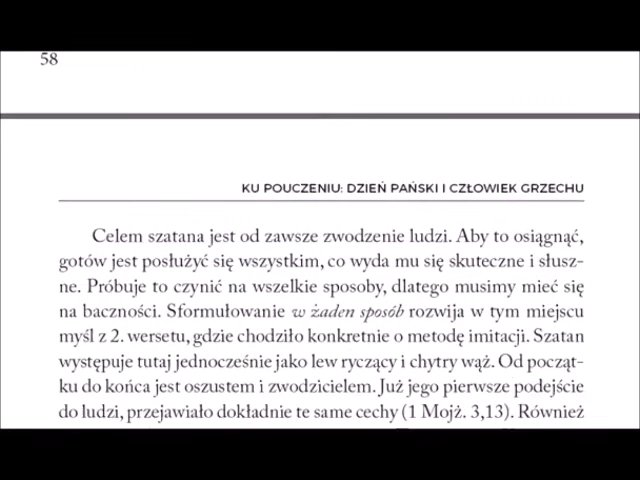 58
KU POUCZENIU: DZIEŃ PAŃSKI I CZŁOWIEK GRZECHU
Celem szatana jest od zawsze zwodzenie ludzi. Aby to osiągnąć,
gotów jest posłużyć się wszystkim, co wyda mu się skuteczne i słusz-
ne. Próbuje to czynić na wszelkie sposoby, dlatego musimy mieć się
na baczności. Sformułowanie w żaden sposób rozwija w tym miejscu
myśl z 2. wersetu, gdzie chodziło konkretnie o metodę imitacji. Szatan
występuje tutaj jednocześnie jako lew ryczący i chytry wąż. Od począt-
ku do końca jest oszustem i zwodzicielem. Już jego pierwsze podejście
do ludzi, przejawiało dokładnie te same cechy (1 Mojż. 3,13). Również